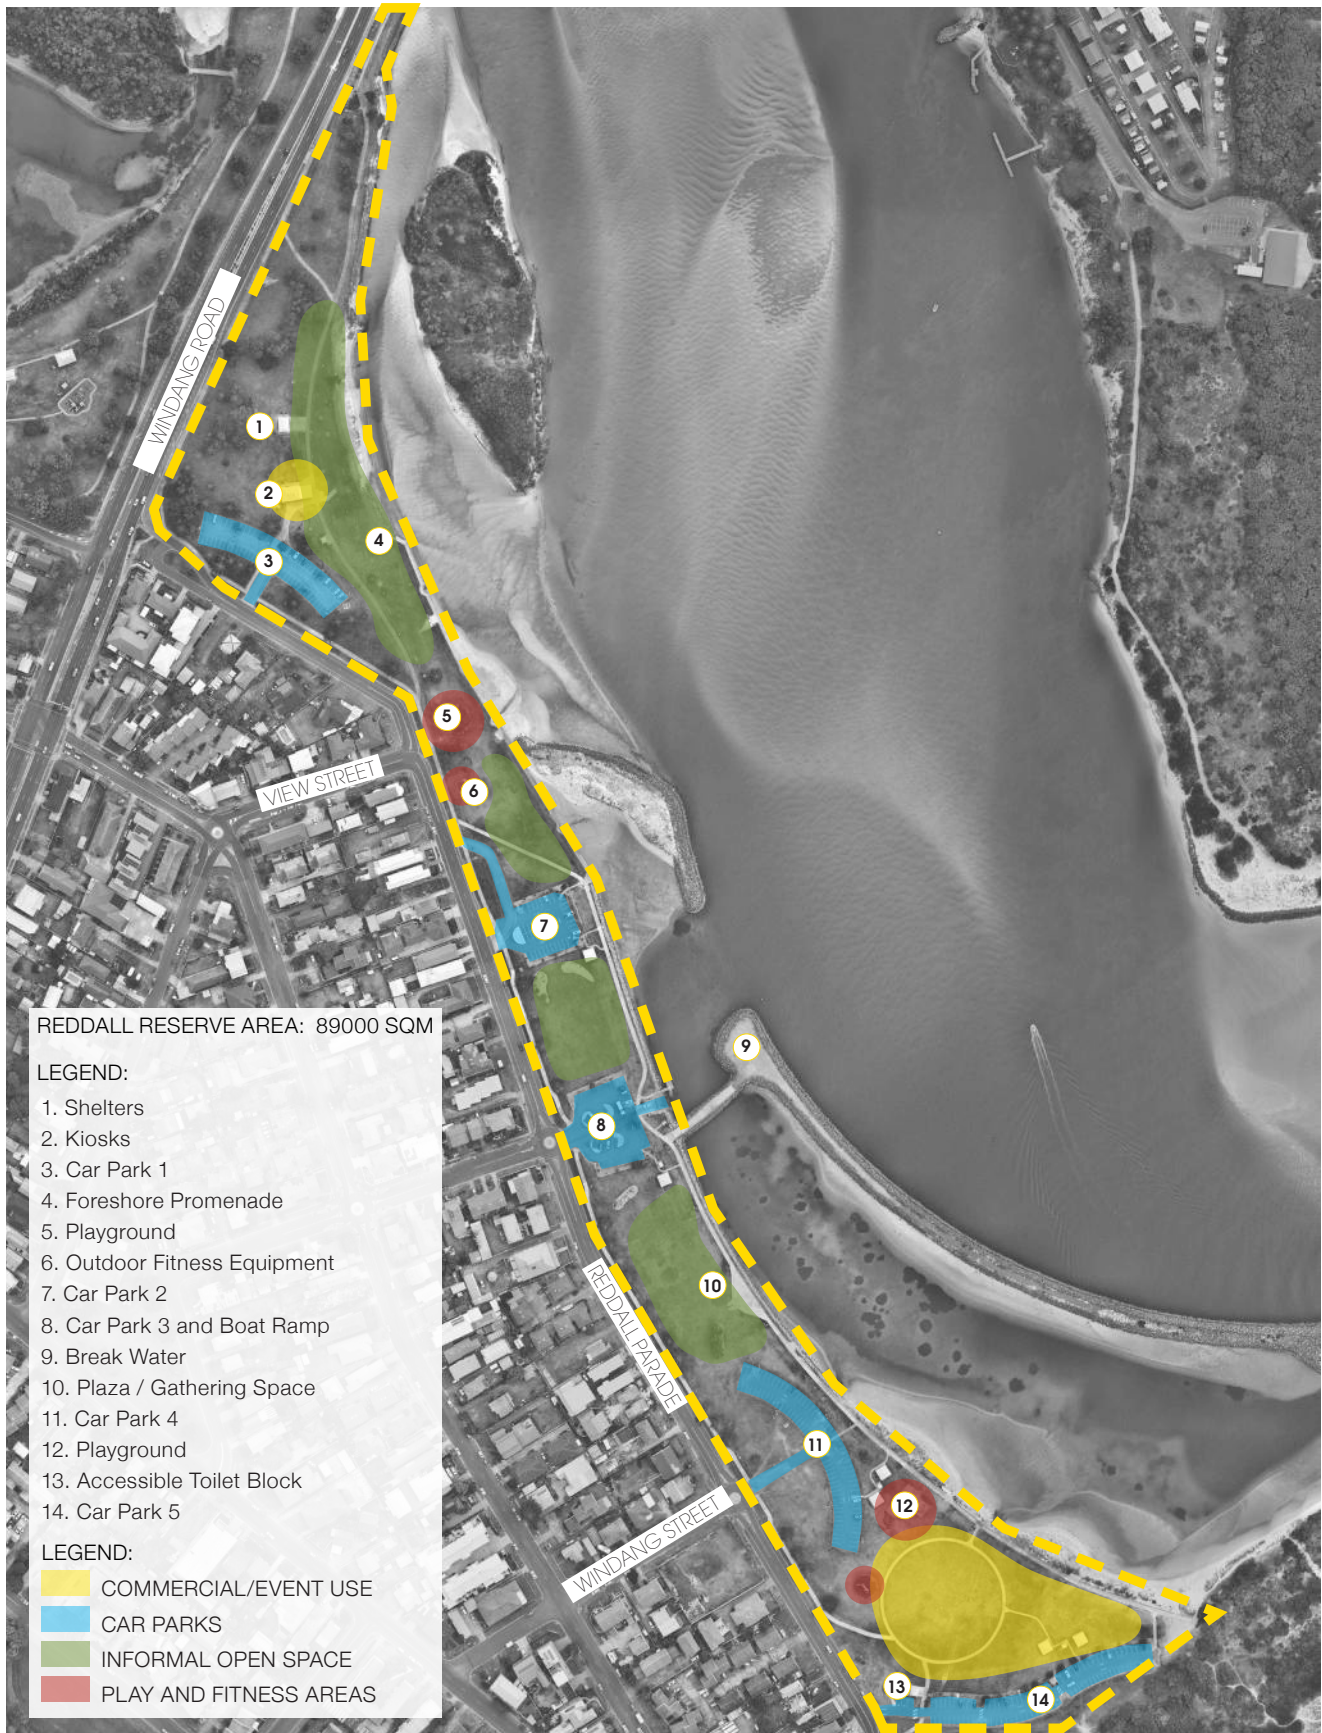 WINDANG ROAD
1
2
3
4
5
VIEW STREET
6
7
9
8
10
REDDALL PARADE
11
12
WINDANG STREET
13
14
REDDALL RESERVE AREA: 89000 SQM
LEGEND:
1. Shelters
2. Kiosks
3. Car Park 1
4. Foreshore Promenade
5. Playground
6. Outdoor Fitness Equipment
7. Car Park 2
8. Car Park 3 and Boat Ramp
9. Break Water
10. Plaza / Gathering Space
11. Car Park 4
12. Playground
13. Accessible Toilet Block
14. Car Park 5
LEGEND:
COMMERCIAL/EVENT USE
CAR PARKS
INFORMAL OPEN SPACE
PLAY AND FITNESS AREAS